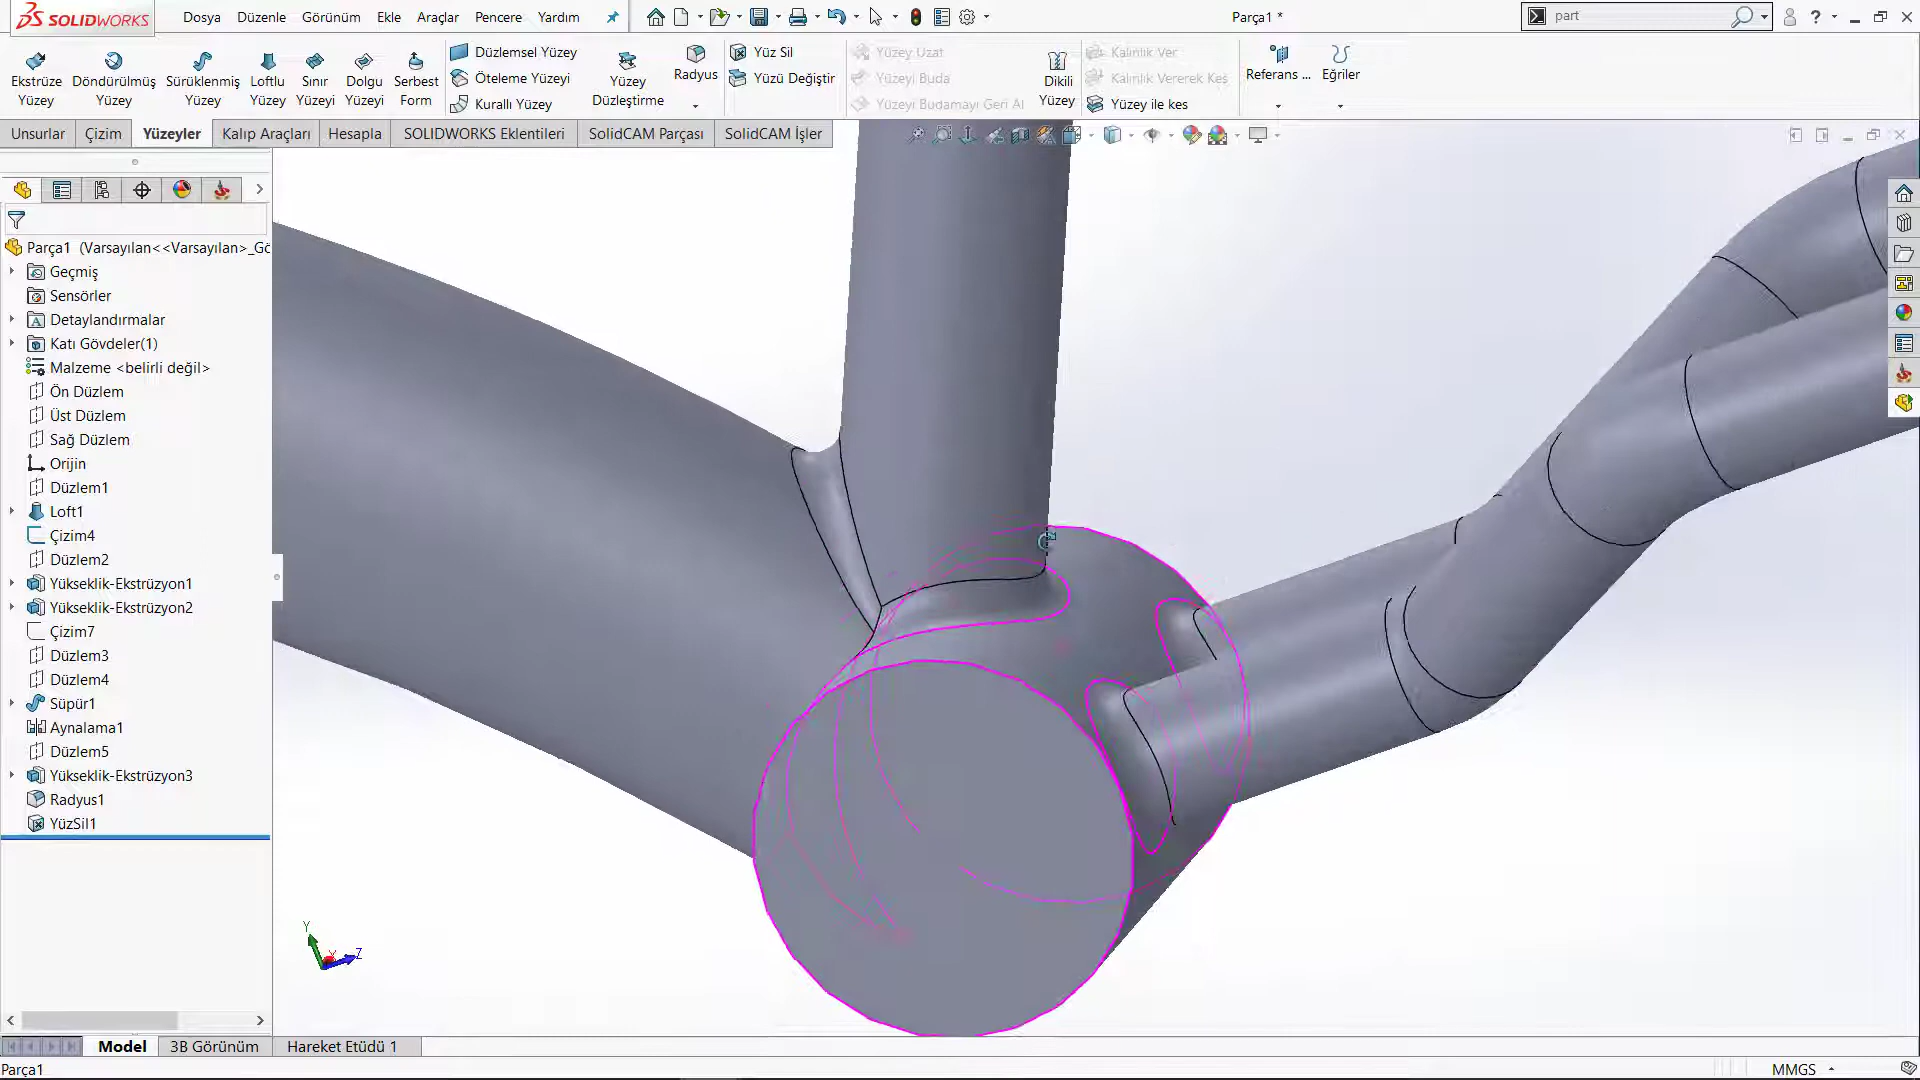 SOLIDWORKS
Dosya Düzenle Görünüm Ekle Araçlar Pencere Yardım
Parça1 *
part
Ekstrüze Yüzey
Döndürülmüş Yüzey
Sürüklenmiş Yüzey
Loftlu Yüzey
Sınır Yüzeyi
Dolgu Yüzeyi
Serbest Form
Düzlemsel Yüzey
Öteleme Yüzeyi
Kurallı Yüzey
Yüzey Düzleştirme
Radyus
Yüz Sil
Yüzü Değiştir
Yüzey Uzat
Yüzeyi Buda
Yüzeyi Budamayı Geri Al
Dikili Yüzey
Kalınlık Ver
Kalınlık Vererek Kes
Yüzey ile kes
Referans ...
Eğriler
Unsurlar Çizim Yüzeyler Kalıp Araçları Hesapla SOLIDWORKS Eklentileri SolidCAM Parçası SolidCAM İşler
Parça1 (Varsayılan<<Varsayılan>_Gö
Geçmiş
Sensörler
Detaylandırmalar
Katı Gövdeler(1)
Malzeme <belirli değil>
Ön Düzlem
Üst Düzlem
Sağ Düzlem
Orijin
Düzlem1
Loft1
Çizim4
Düzlem2
Yükseklik-Ekstrüzyon1
Yükseklik-Ekstrüzyon2
Çizim7
Düzlem3
Düzlem4
Süpür1
Aynalama1
Düzlem5
Yükseklik-Ekstrüzyon3
Radyus1
YüzSil1
Y
X
Z
Model 3B Görünüm Hareket Etüdü 1
Parça1
MMGS